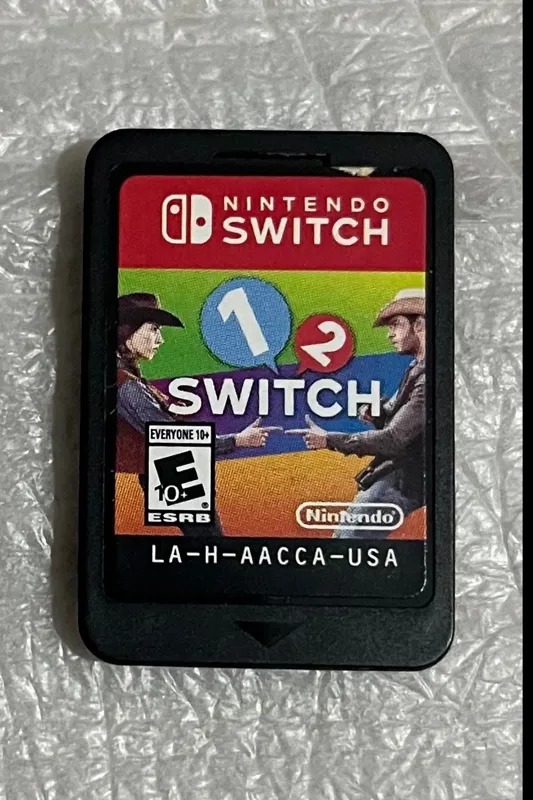 NINTENDO
SWITCH
1 2
SWITCH
EVERYONE 10+
E
10+
ESRB
Nintendo
LA-H-AACCA-USA